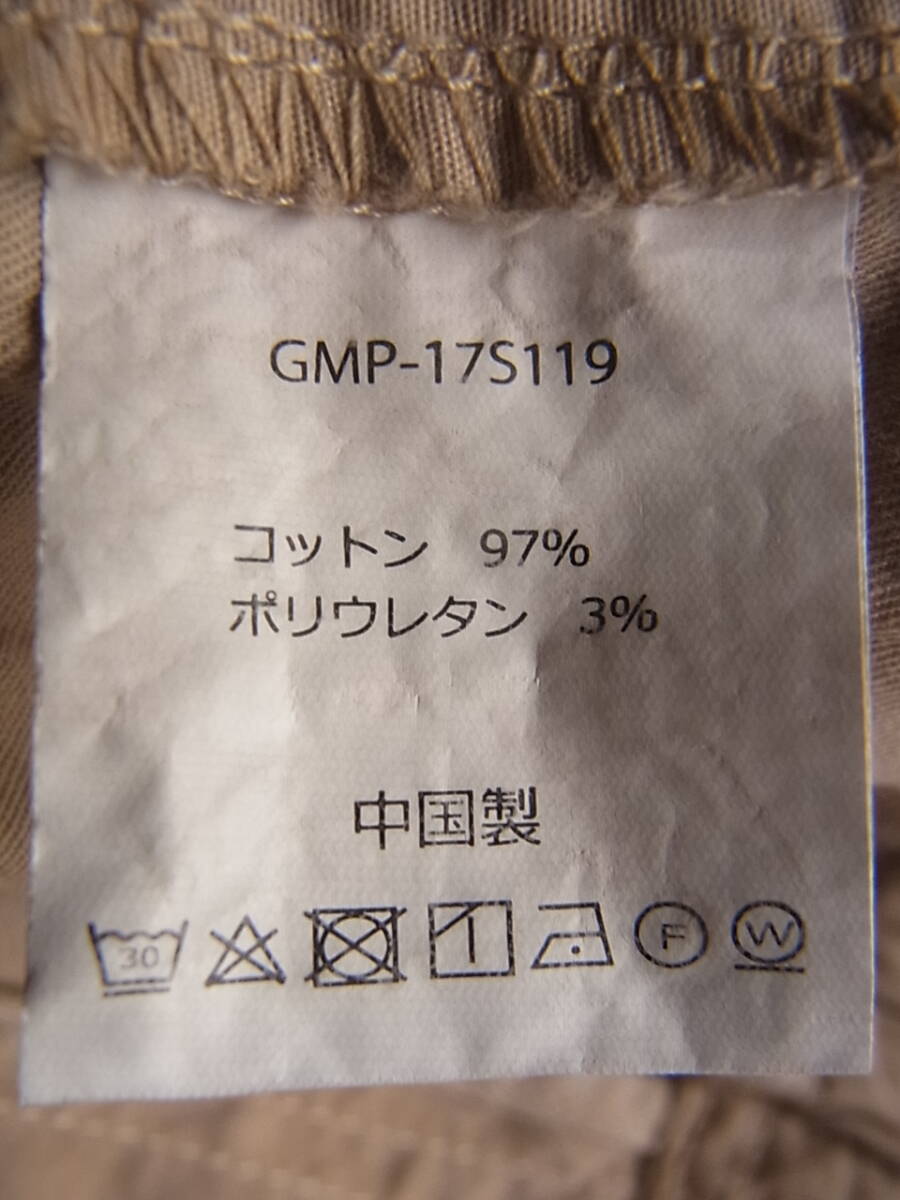 GMP-17S119
コットン 97%
ポリウレタン 3%
中国製
30 F W